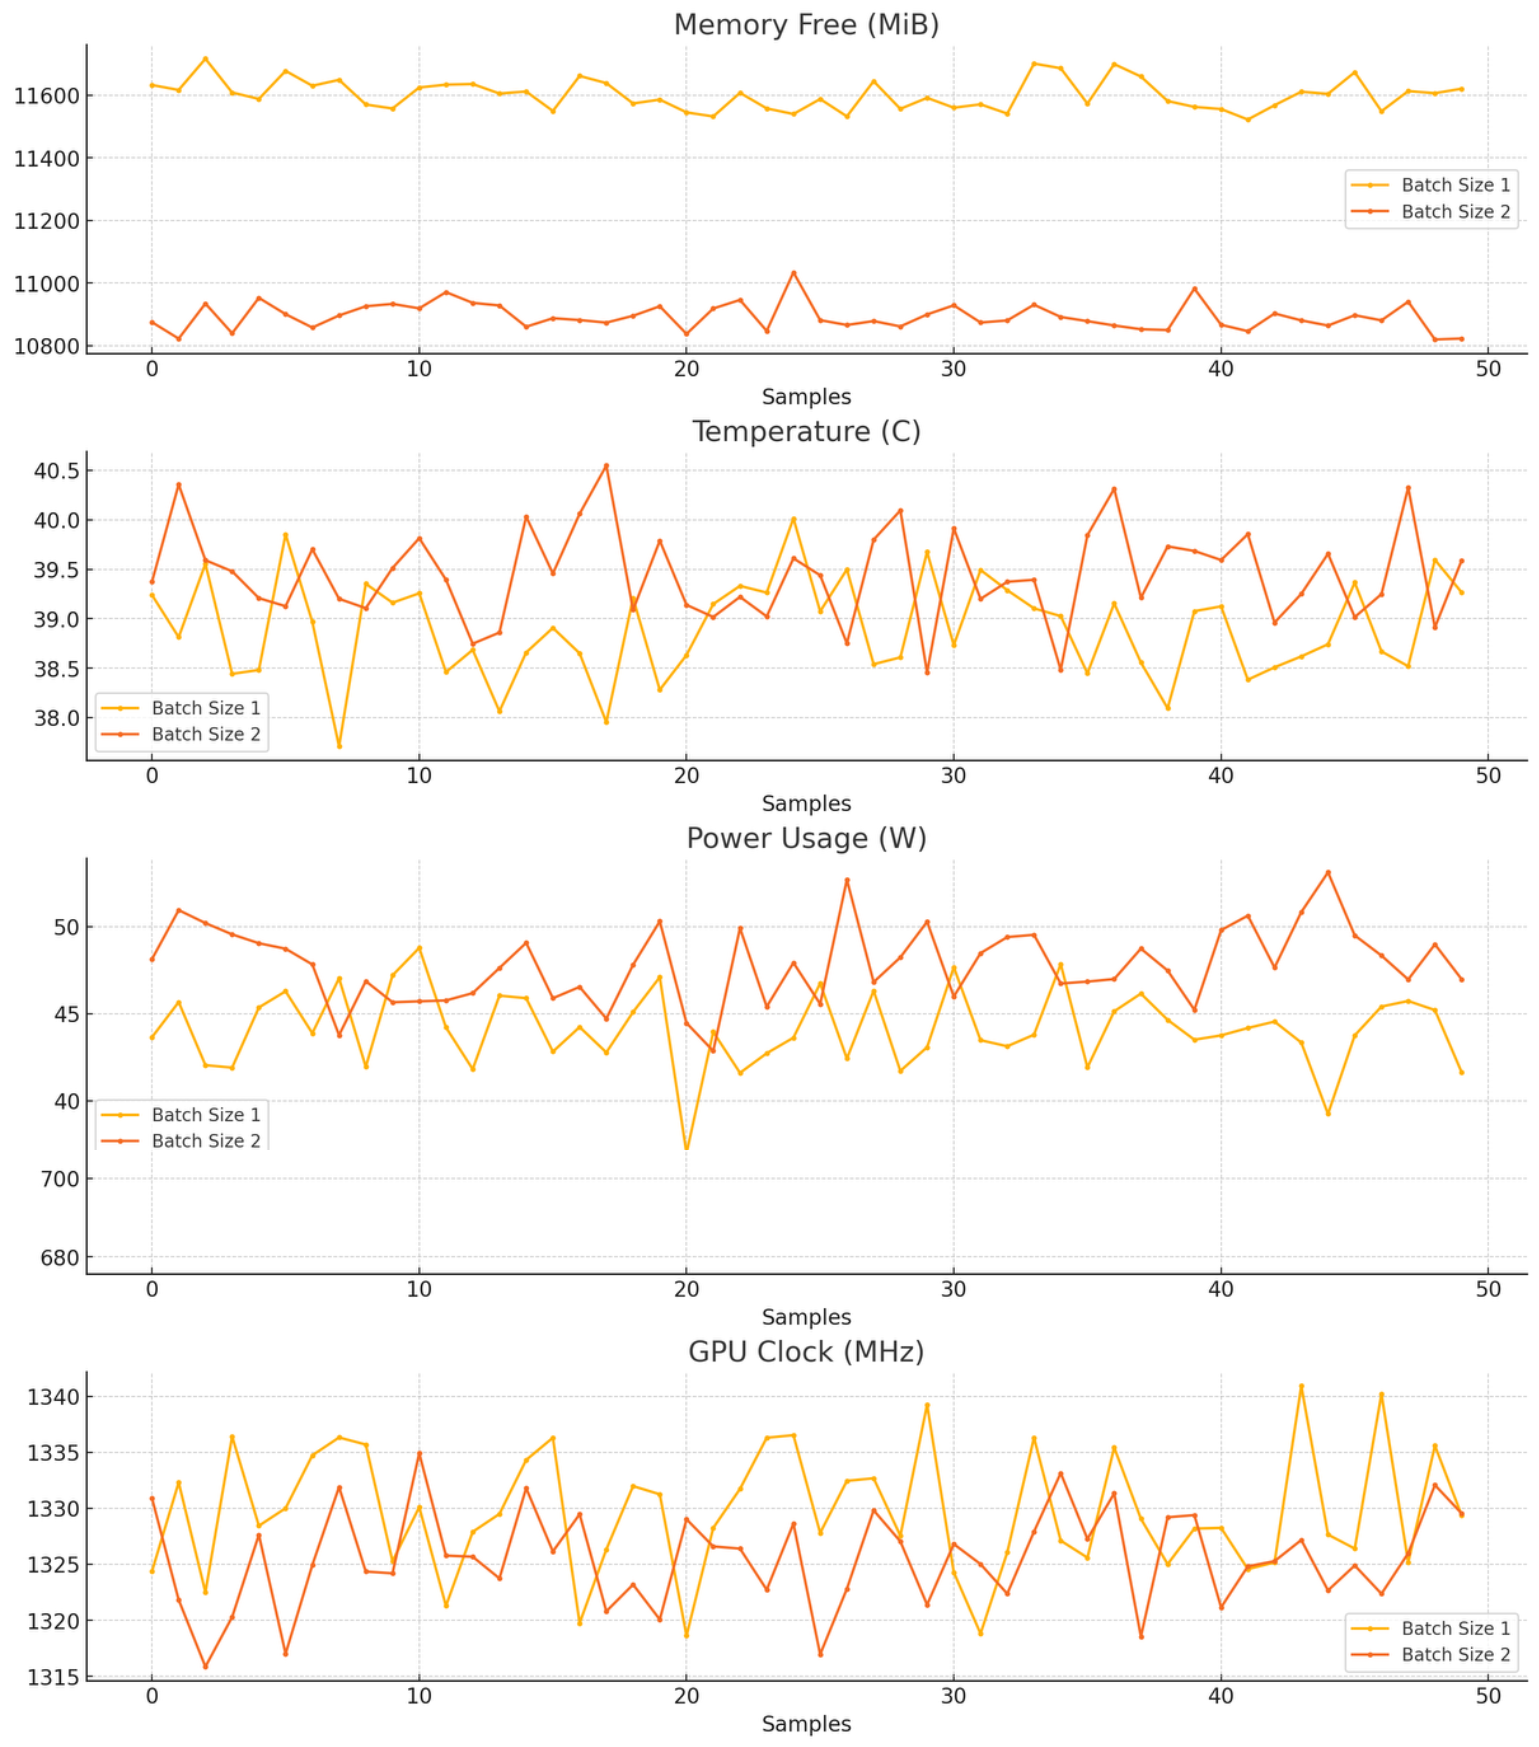 Memory Free (MiB)
11600
11400
11200
11000
10800
Batch Size 1
Batch Size 2
0 10 20 30 40 50
Samples
Temperature (C)
40.5
40.0
39.5
39.0
38.5
38.0
Batch Size 1
Batch Size 2
0 10 20 30 40 50
Samples
Power Usage (W)
50
45
40
Batch Size 1
Batch Size 2
700
680
0 10 20 30 40 50
Samples
GPU Clock (MHz)
1340
1335
1330
1325
1320
1315
Batch Size 1
Batch Size 2
0 10 20 30 40 50
Samples